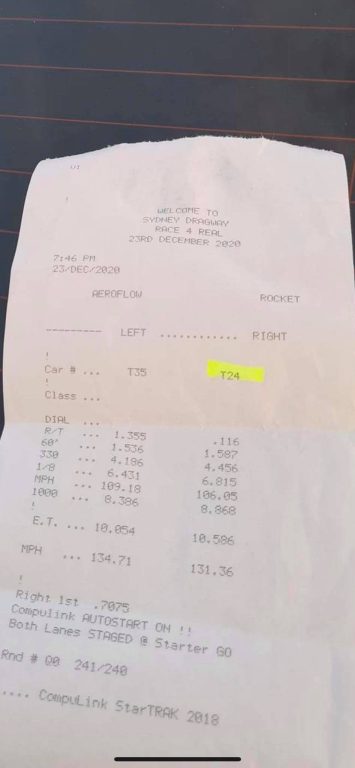 WELCOME TO
SYDNEY DRAGWAY
RACE 4 REAL
23RD DECEMBER 2020
7:46 PM
23/DEC/2020
AEROFLOW ROCKET
--------- LEFT ............ RIGHT
!
Car # ... T35 T24
!
Class ...
DIAL ...
R/T ... 1.355 .116
60' ... 1.536 1.587
330 ... 4.186 4.456
1/8 ... 6.431 6.815
MPH ... 109.18 106.05
1000 ... 8.386 8.868
!
E.T. ... 10.054 10.586
MPH ... 134.71 131.36
!
Right 1st .7075
Compulink AUTOSTART ON !!
Both Lanes STAGED @ Starter GO
Rnd # Q0 241/240
.... CompuLink StarTRAK 2018